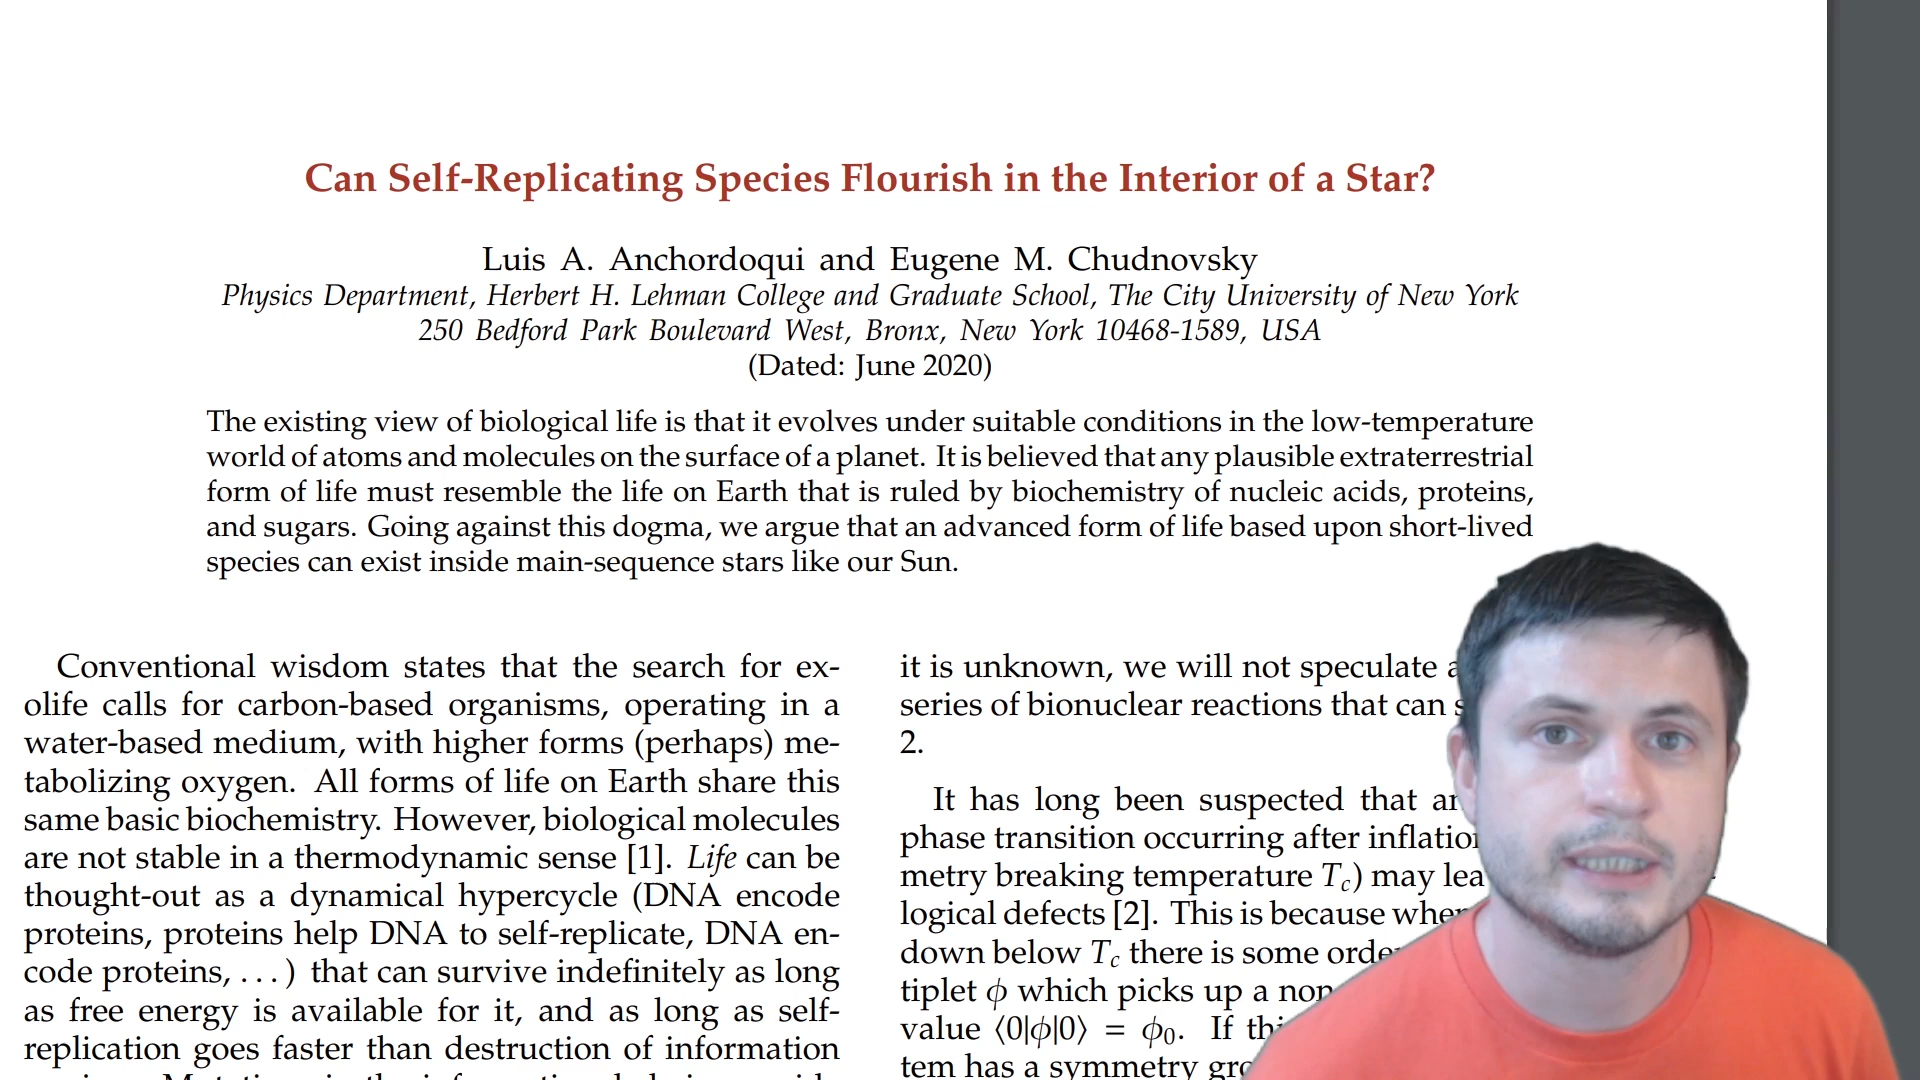 Can Self-Replicating Species Flourish in the Interior of a Star?
Luis A. Anchordoqui and Eugene M. Chudnovsky
Physics Department, Herbert H. Lehman College and Graduate School, The City University of New York
250 Bedford Park Boulevard West, Bronx, New York 10468-1589, USA
(Dated: June 2020)
The existing view of biological life is that it evolves under suitable conditions in the low-temperature
world of atoms and molecules on the surface of a planet. It is believed that any plausible extraterrestrial
form of life must resemble the life on Earth that is ruled by biochemistry of nucleic acids, proteins,
and sugars. Going against this dogma, we argue that an advanced form of life based upon short-lived
species can exist inside main-sequence stars like our Sun.
Conventional wisdom states that the search for ex-
olife calls for carbon-based organisms, operating in a
water-based medium, with higher forms (perhaps) me-
tabolizing oxygen. All forms of life on Earth share this
same basic biochemistry. However, biological molecules
are not stable in a thermodynamic sense [1]. Life can be
thought-out as a dynamical hypercycle (DNA encode
proteins, proteins help DNA to self-replicate, DNA en-
code proteins, . . . ) that can survive indefinitely as long
as free energy is available for it, and as long as self-
replication goes faster than destruction of information
it is unknown, we will not speculate
series of bionuclear reactions that can
2.
It has long been suspected that
phase transition occurring after
metry breaking temperature Tc) may
logical defects [2]. This is because
down below Tc there is some
tiplet ϕ which picks up a
value ⟨0|ϕ|0⟩ = ϕ0. If
tem has a symmetry